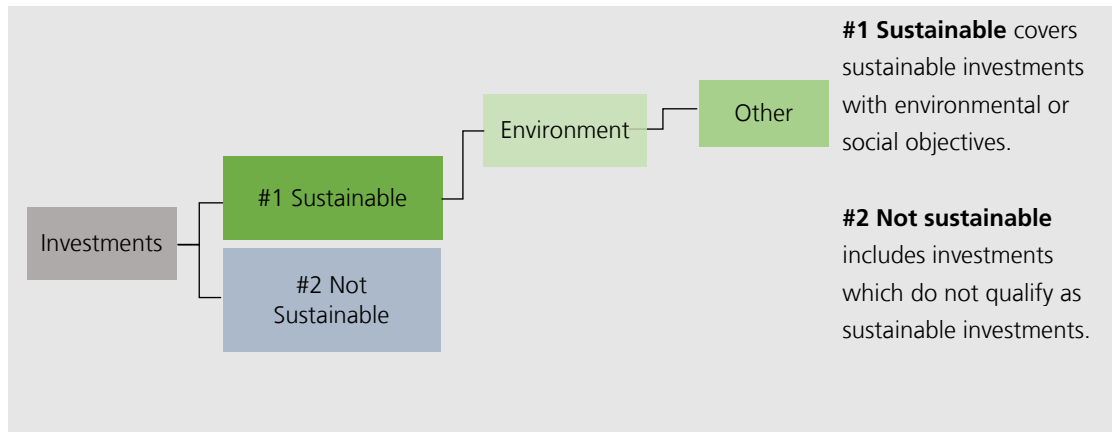 Investments
#1 Sustainable
#2 Not
Sustainable
Environment
Other
#1 Sustainable covers
sustainable investments
with environmental or
social objectives.
#2 Not sustainable
includes investments
which do not qualify as
sustainable investments.